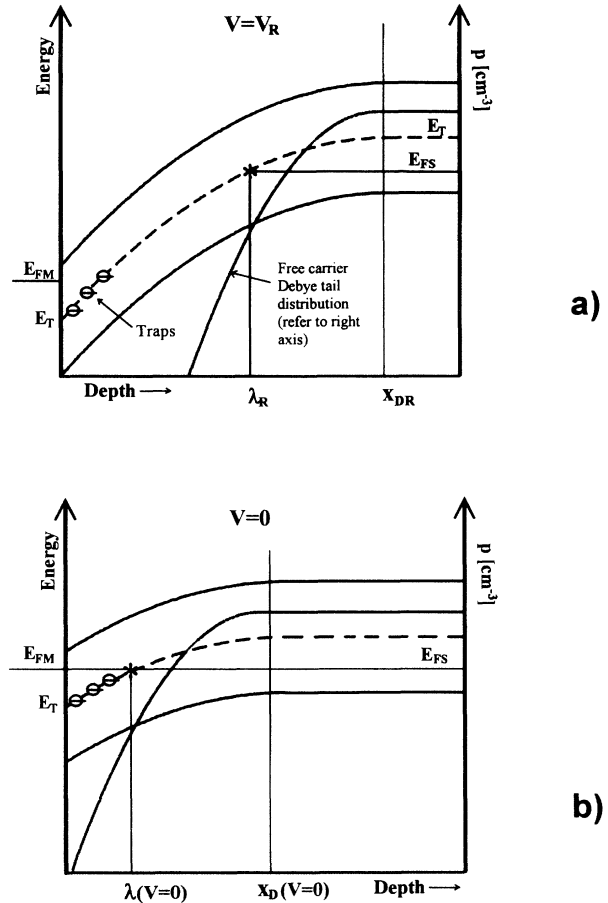 V=V_R
Energy
p [cm⁻³]
E_T
E_FS
E_FM
E_T
Traps
Free carrier
Debye tail
distribution
(refer to right
axis)
a)
Depth
λ_R
x_DR
V=0
Energy
p [cm⁻³]
E_FM
E_FS
E_T
b)
λ(V=0)
x_D(V=0)
Depth